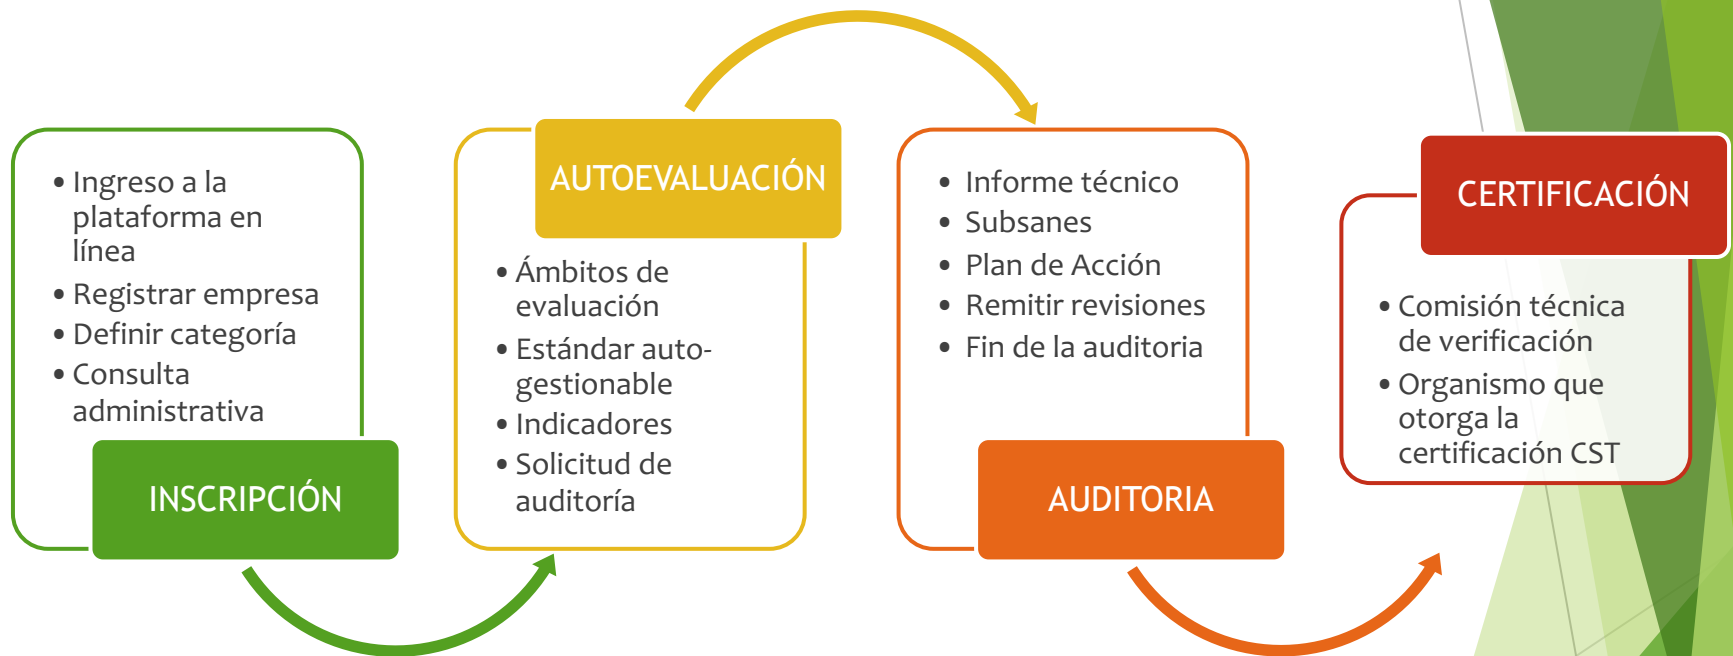 • Ingreso a la
plataforma en
línea
• Registrar empresa
• Definir categoría
• Consulta
administrativa
INSCRIPCIÓN
AUTOEVALUACIÓN
• Ámbitos de
evaluación
• Estándar auto-
gestionable
• Indicadores
• Solicitud de
auditoría
• Informe técnico
• Subsanes
• Plan de Acción
• Remitir revisiones
• Fin de la auditoria
AUDITORIA
CERTIFICACIÓN
• Comisión técnica
de verificación
• Organismo que
otorga la
certificación CST